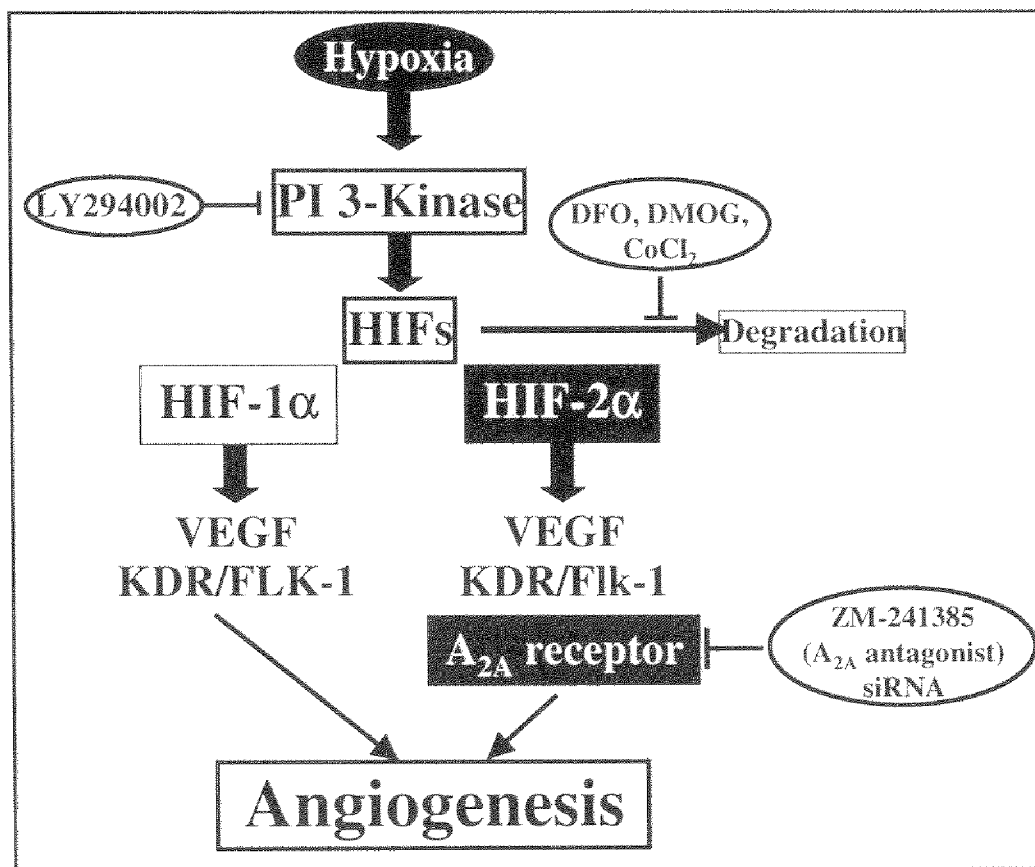 Hypoxia
LY294002
PI 3-Kinase
DFO, DMOG,
CoCl₂
HIFs
Degradation
HIF-1α
HIF-2α
VEGF
KDR/FLK-1
VEGF
KDR/Flk-1
A₂A receptor
ZM-241385
(A₂A antagonist)
siRNA
Angiogenesis